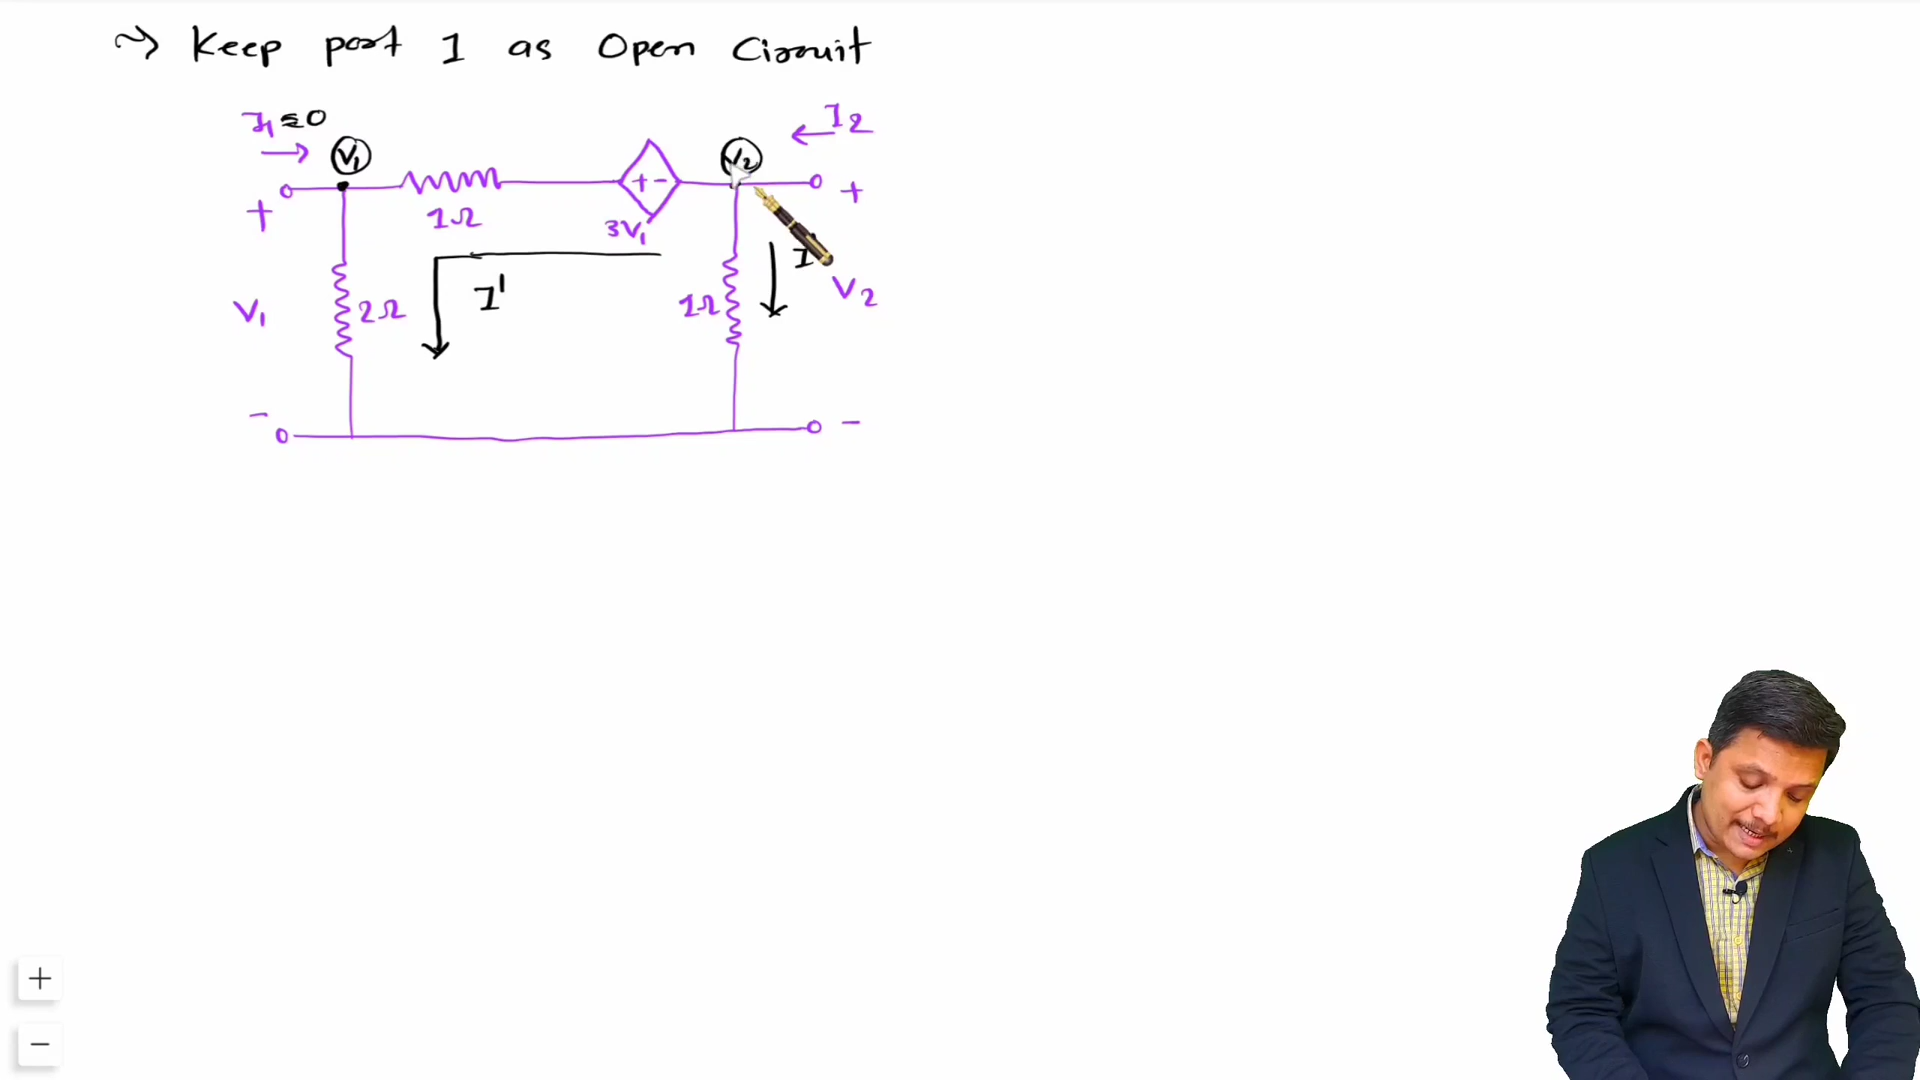 ~> Keep port 1 as Open Circuit
I1 = 0
V1
V2
← I2
+
+ -
+
1Ω
3V1
I'
I
V1
2Ω
1Ω
V2
-
-
+
−